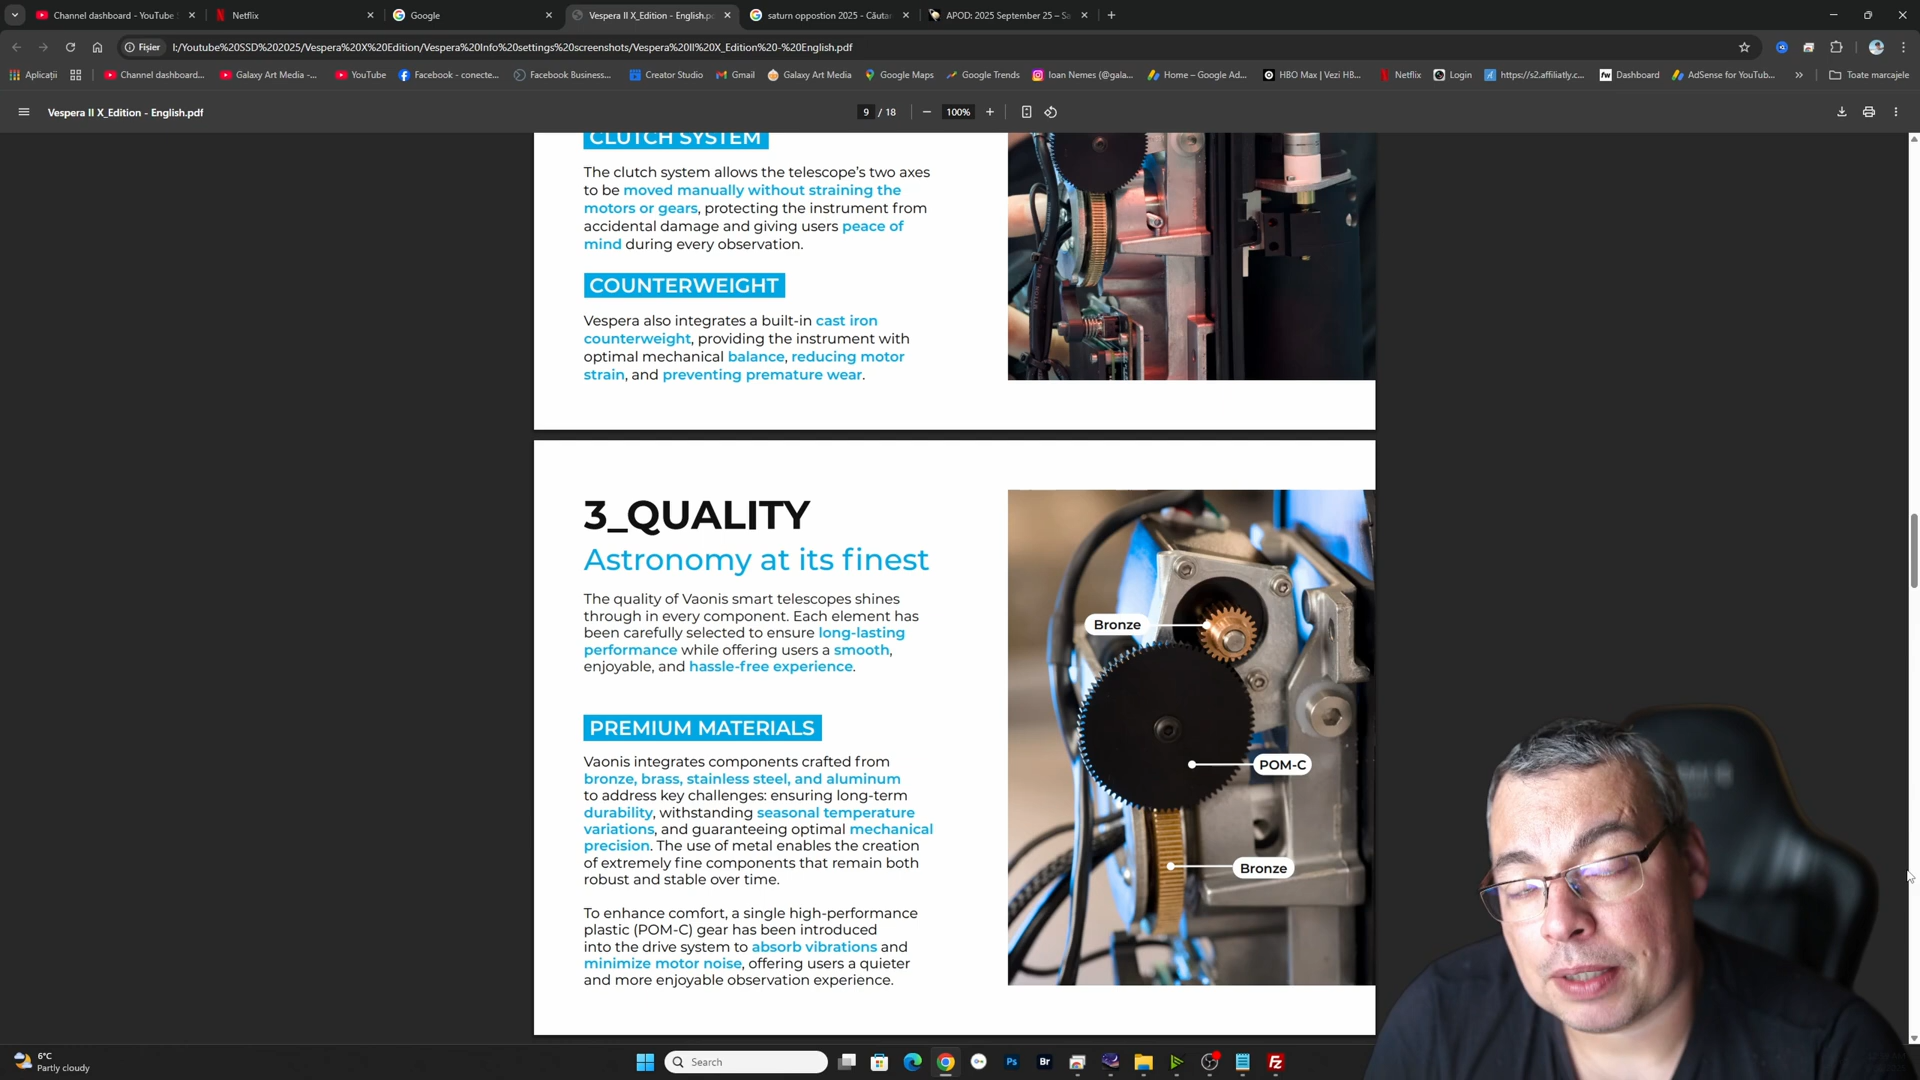 Channel dashboard - YouTube
Netflix
Google
Vespera II X_Edition - English.p
saturn oppostion 2025 - Căuta
APOD: 2025 September 25 – Sa
Fișier
I:/Youtube%20SSD%202025/Vespera%20X%20Edition/Vespera%20Info%20settings%20screenshots/Vespera%20II%20X_Edition%20-%20English.pdf
Aplicații
Channel dashboard...
Galaxy Art Media -...
YouTube
Facebook - conecte...
Facebook Business...
Creator Studio
Gmail
Galaxy Art Media
Google Maps
Google Trends
Ioan Nemes (@gala...
Home – Google Ad...
HBO Max | Vezi HB...
Netflix
Login
https://s2.affiliatly.c...
Dashboard
AdSense for YouTub...
Toate marcajele
Vespera II X_Edition - English.pdf
9 / 18
100%
CLUTCH SYSTEM
The clutch system allows the telescope's two axes
to be moved manually without straining the
motors or gears, protecting the instrument from
accidental damage and giving users peace of
mind during every observation.
COUNTERWEIGHT
Vespera also integrates a built-in cast iron
counterweight, providing the instrument with
optimal mechanical balance, reducing motor
strain, and preventing premature wear.
3_QUALITY
Astronomy at its finest
The quality of Vaonis smart telescopes shines
through in every component. Each element has
been carefully selected to ensure long-lasting
performance while offering users a smooth,
enjoyable, and hassle-free experience.
PREMIUM MATERIALS
Vaonis integrates components crafted from
bronze, brass, stainless steel, and aluminum
to address key challenges: ensuring long-term
durability, withstanding seasonal temperature
variations, and guaranteeing optimal mechanical
precision. The use of metal enables the creation
of extremely fine components that remain both
robust and stable over time.
To enhance comfort, a single high-performance
plastic (POM-C) gear has been introduced
into the drive system to absorb vibrations and
minimize motor noise, offering users a quieter
and more enjoyable observation experience.
Bronze
POM-C
Bronze
6°C
Partly cloudy
Search
Ps
Br
Fz